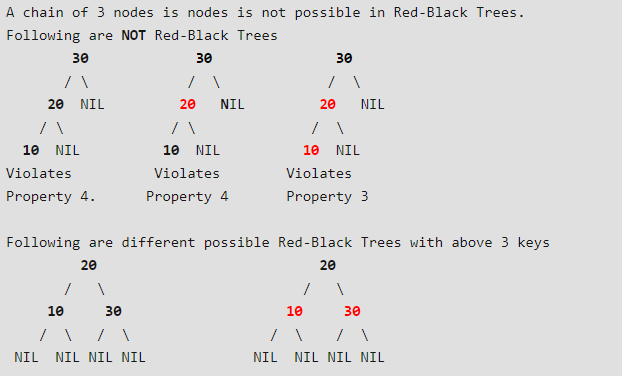 A chain of 3 nodes is nodes is not possible in Red-Black Trees.
Following are NOT Red-Black Trees
30 30 30
/ \ / \ / \
20 NIL 20 NIL 20 NIL
/ \ / \ / \
10 NIL 10 NIL 10 NIL
Violates Violates Violates
Property 4. Property 4 Property 3
Following are different possible Red-Black Trees with above 3 keys
20 20
/ \ / \
10 30 10 30
/ \ / \ / \ / \
NIL NIL NIL NIL NIL NIL NIL NIL